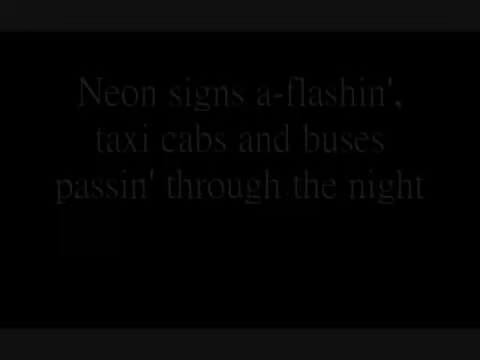 Neon signs a-flashin',
taxi cabs and buses
passin' through the night